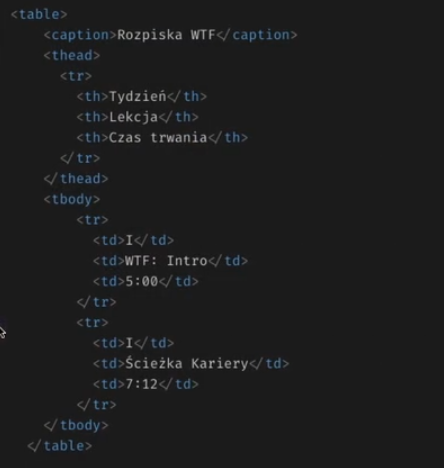 <table>
<caption>Rozpiska WTF</caption>
<thead>
<tr>
<th>Tydzień</th>
<th>Lekcja</th>
<th>Czas trwania</th>
</tr>
</thead>
<tbody>
<tr>
<td>I</td>
<td>WTF: Intro</td>
<td>5:00</td>
</tr>
<tr>
<td>I</td>
<td>Ścieżka Kariery</td>
<td>7:12</td>
</tr>
</tbody>
</table>